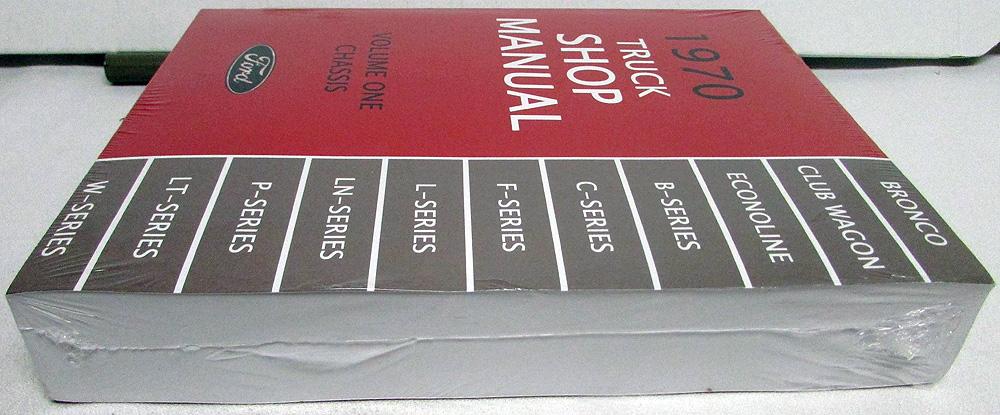 1970
TRUCK
SHOP
MANUAL
VOLUME ONE
CHASSIS
Ford
BRONCO
CLUB WAGON
ECONOLINE
B-SERIES
C-SERIES
F-SERIES
L-SERIES
LN-SERIES
P-SERIES
LT-SERIES
W-SERIES